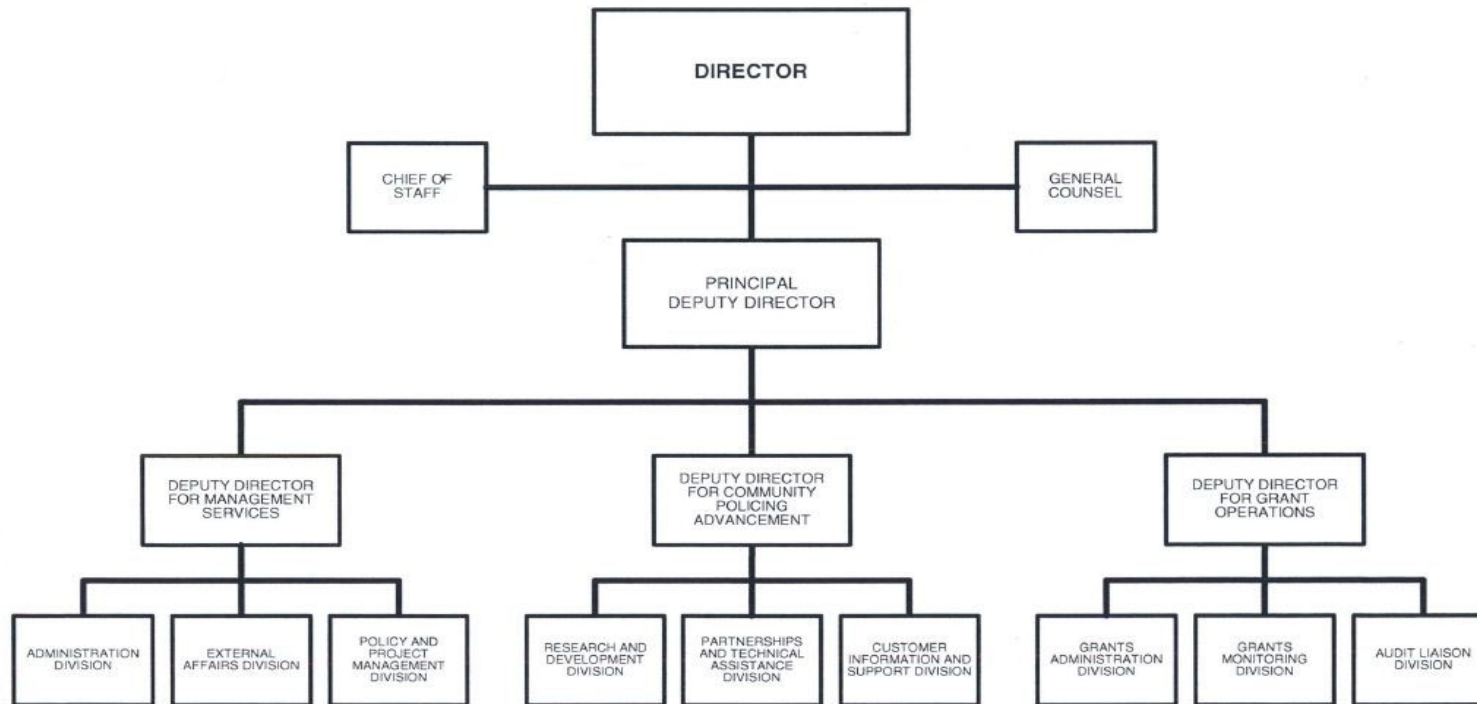 DIRECTOR
CHIEF OF
STAFF
GENERAL
COUNSEL
PRINCIPAL
DEPUTY DIRECTOR
DEPUTY DIRECTOR
FOR MANAGEMENT
SERVICES
DEPUTY DIRECTOR
FOR COMMUNITY
POLICING
ADVANCEMENT
DEPUTY DIRECTOR
FOR GRANT
OPERATIONS
ADMINISTRATION
DIVISION
EXTERNAL
AFFAIRS DIVISION
POLICY AND
PROJECT
MANAGEMENT
DIVISION
RESEARCH AND
DEVELOPMENT
DIVISION
PARTNERSHIPS
AND TECHNICAL
ASSISTANCE
DIVISION
CUSTOMER
INFORMATION AND
SUPPORT DIVISION
GRANTS
ADMINISTRATION
DIVISION
GRANTS
MONITORING
DIVISION
AUDIT LIAISON
DIVISION